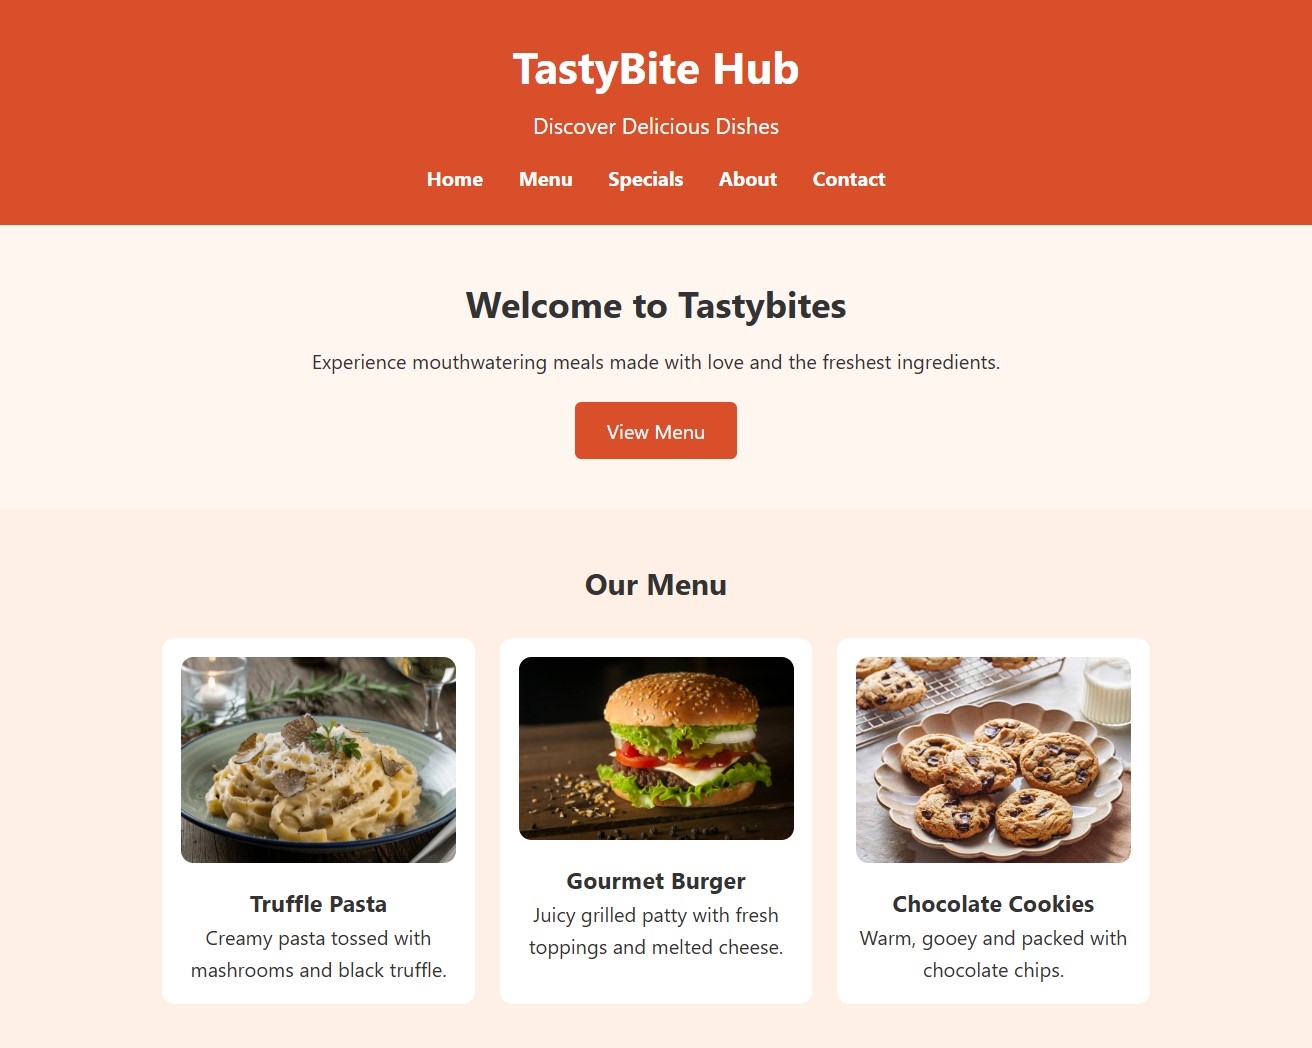 TastyBite Hub
Discover Delicious Dishes
Home Menu Specials About Contact
Welcome to Tastybites
Experience mouthwatering meals made with love and the freshest ingredients.
View Menu
Our Menu
Truffle Pasta
Creamy pasta tossed with
mashrooms and black truffle.
Gourmet Burger
Juicy grilled patty with fresh
toppings and melted cheese.
Chocolate Cookies
Warm, gooey and packed with
chocolate chips.